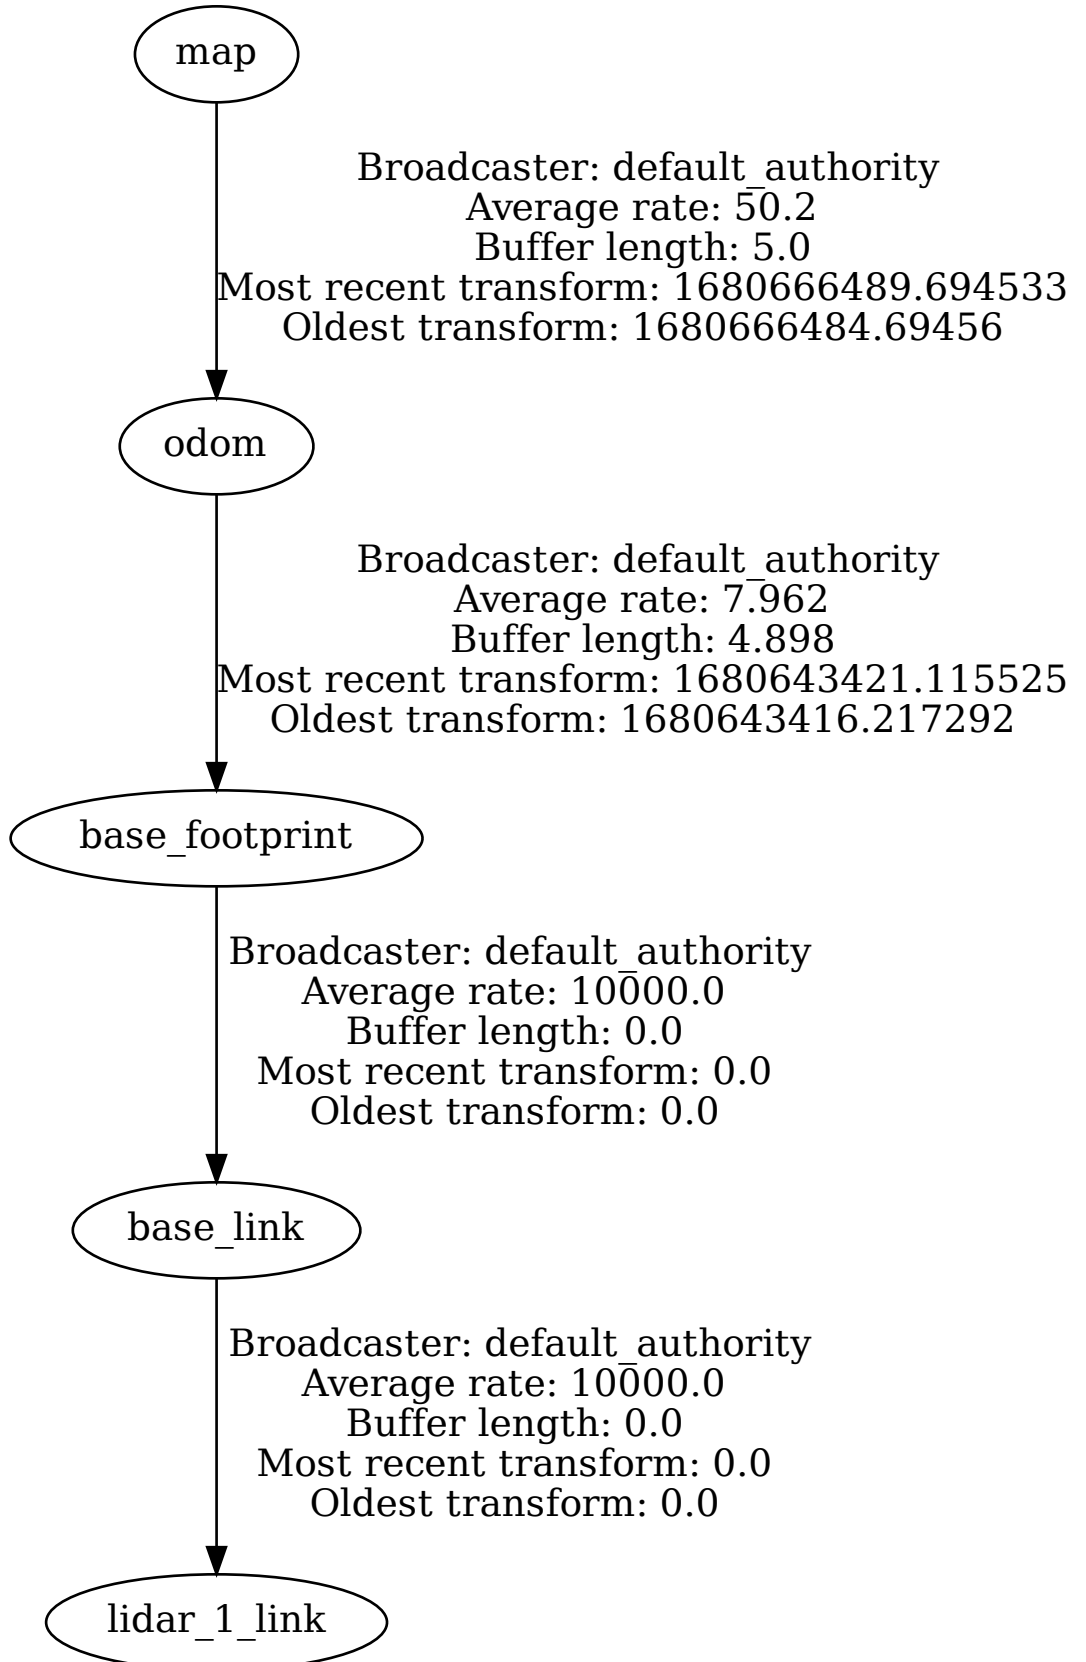 map
Broadcaster: default_authority
Average rate: 50.2
Buffer length: 5.0
Most recent transform: 1680666489.694533
Oldest transform: 1680666484.69456
odom
Broadcaster: default_authority
Average rate: 7.962
Buffer length: 4.898
Most recent transform: 1680643421.115525
Oldest transform: 1680643416.217292
base_footprint
Broadcaster: default_authority
Average rate: 10000.0
Buffer length: 0.0
Most recent transform: 0.0
Oldest transform: 0.0
base_link
Broadcaster: default_authority
Average rate: 10000.0
Buffer length: 0.0
Most recent transform: 0.0
Oldest transform: 0.0
lidar_1_link